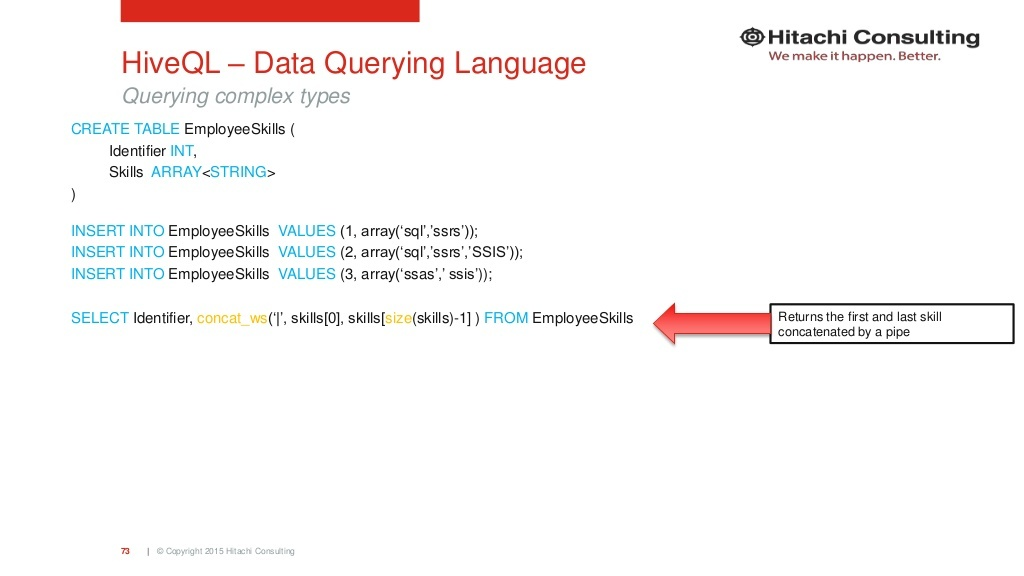 Hitachi Consulting
We make it happen. Better.
HiveQL – Data Querying Language
Querying complex types
CREATE TABLE EmployeeSkills (
Identifier INT,
Skills ARRAY<STRING>
)
INSERT INTO EmployeeSkills VALUES (1, array(‘sql’,’ssrs’));
INSERT INTO EmployeeSkills VALUES (2, array(‘sql’,’ssrs’,’SSIS’));
INSERT INTO EmployeeSkills VALUES (3, array(‘ssas’,’ ssis’));
SELECT Identifier, concat_ws(‘|’, skills[0], skills[size(skills)-1] ) FROM EmployeeSkills
Returns the first and last skill
concatenated by a pipe
73 | © Copyright 2015 Hitachi Consulting